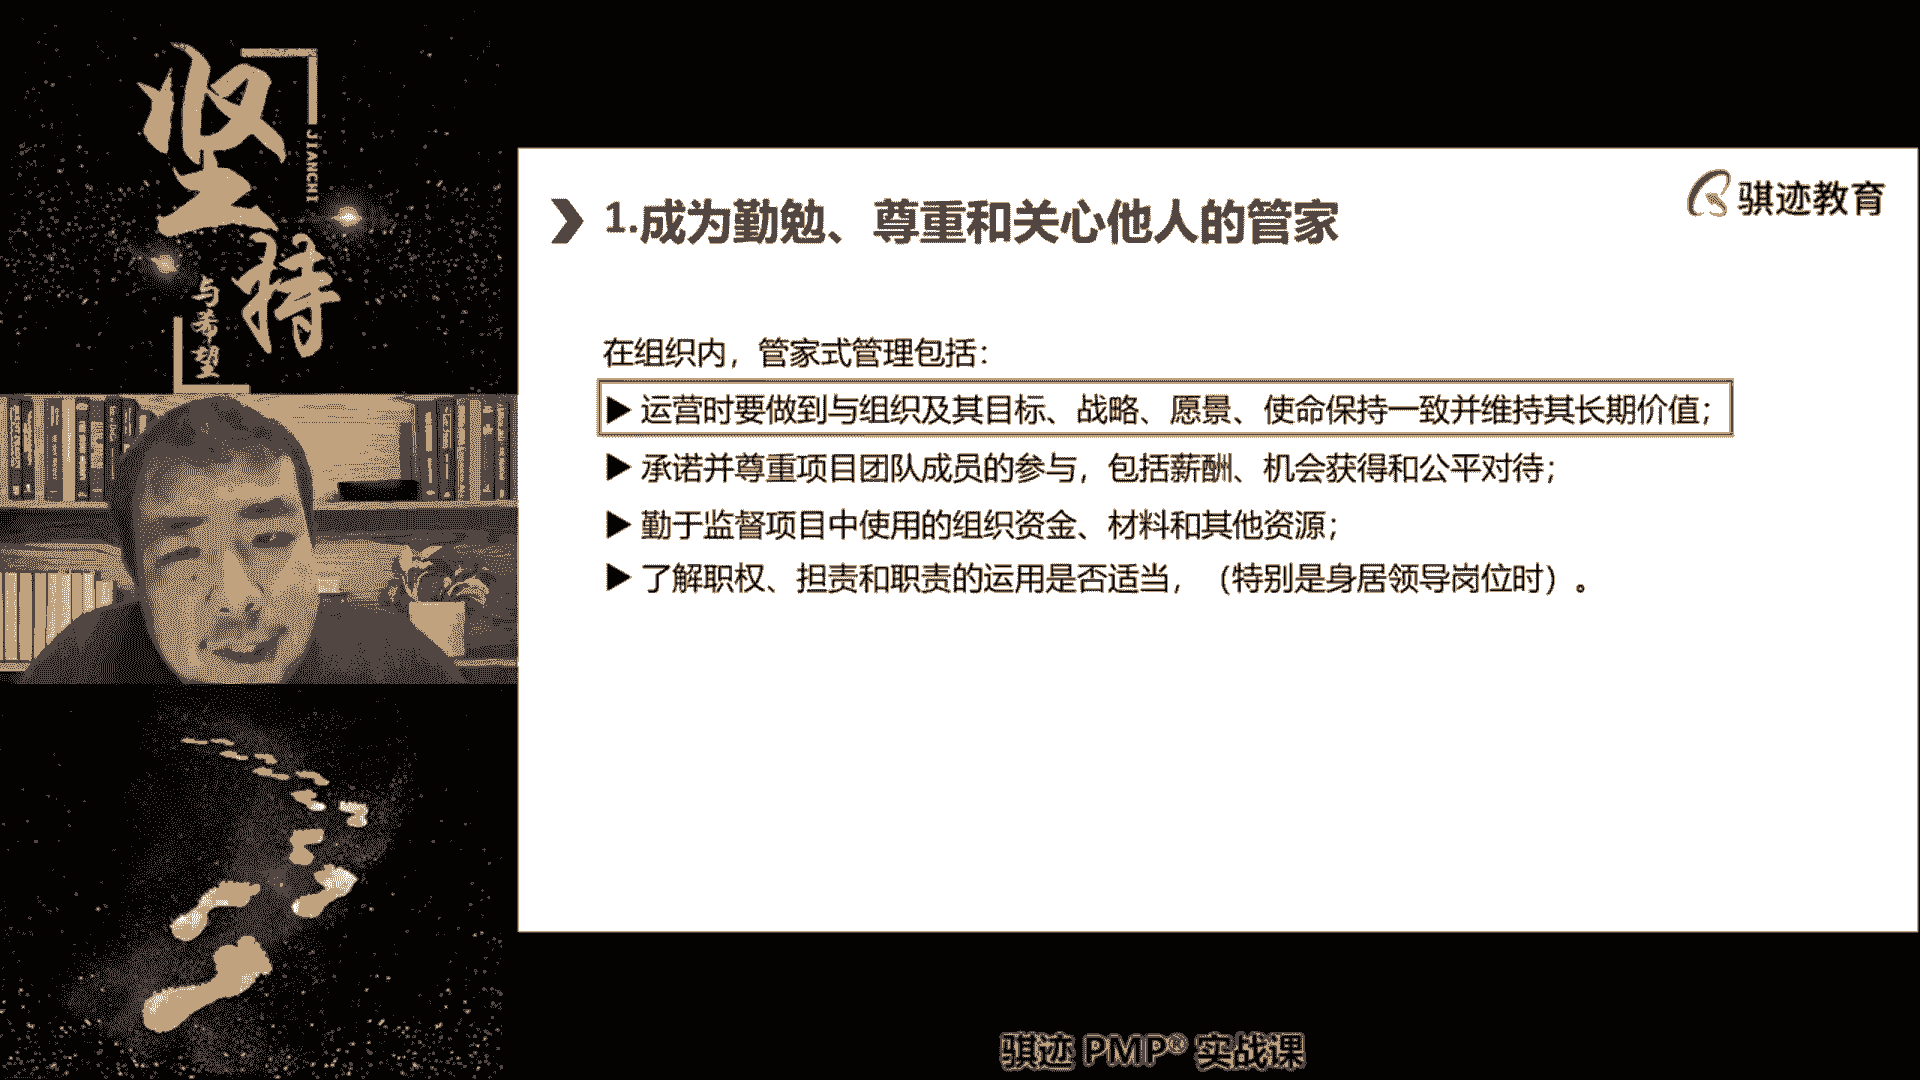 坚持
JIANCHI
与希望
骐迹教育
1.成为勤勉、尊重和关心他人的管家
在组织内，管家式管理包括：
▶ 运营时要做到与组织及其目标、战略、愿景、使命保持一致并维持其长期价值；
▶ 承诺并尊重项目团队成员的参与，包括薪酬、机会获得和公平对待；
▶ 勤于监督项目中使用的组织资金、材料和其他资源；
▶ 了解职权、担责和职责的运用是否适当，（特别是身居领导岗位时）。
骐迹 PMP® 实战课